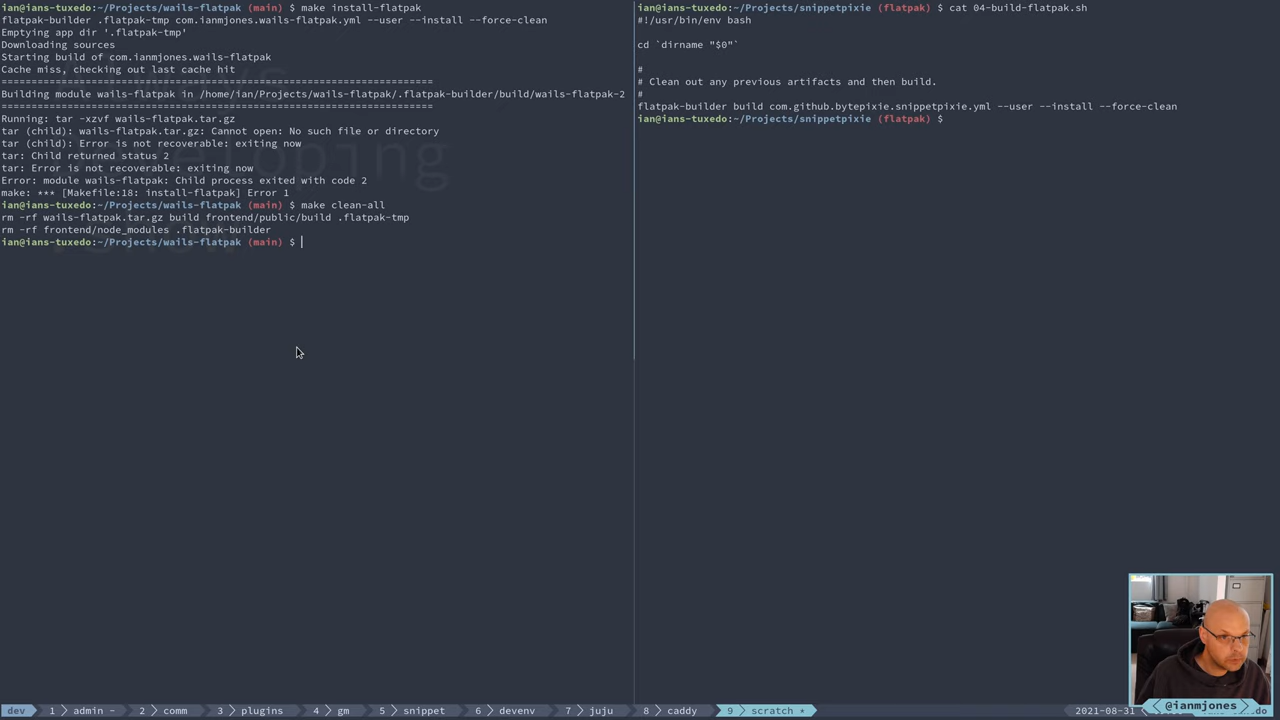 ian@ians-tuxedo:~/Projects/wails-flatpak (main) $ make install-flatpak
flatpak-builder .flatpak-tmp com.ianmjones.wails-flatpak.yml --user --install --force-clean
Emptying app dir '.flatpak-tmp'
Downloading sources
Starting build of com.ianmjones.wails-flatpak
Cache miss, checking out last cache hit
========================================================================
Building module wails-flatpak in /home/ian/Projects/wails-flatpak/.flatpak-builder/build/wails-flatpak-2
========================================================================
Running: tar -xzvf wails-flatpak.tar.gz
tar (child): wails-flatpak.tar.gz: Cannot open: No such file or directory
tar (child): Error is not recoverable: exiting now
tar: Child returned status 2
tar: Error is not recoverable: exiting now
Error: module wails-flatpak: Child process exited with code 2
make: *** [Makefile:18: install-flatpak] Error 1
ian@ians-tuxedo:~/Projects/wails-flatpak (main) $ make clean-all
rm -rf wails-flatpak.tar.gz build frontend/public/build .flatpak-tmp
rm -rf frontend/node_modules .flatpak-builder
ian@ians-tuxedo:~/Projects/wails-flatpak (main) $
ian@ians-tuxedo:~/Projects/snippetpixie (flatpak) $ cat 04-build-flatpak.sh
#!/usr/bin/env bash
cd `dirname "$0"`
#
# Clean out any previous artifacts and then build.
#
flatpak-builder build com.github.bytepixie.snippetpixie.yml --user --install --force-clean
ian@ians-tuxedo:~/Projects/snippetpixie (flatpak) $
dev 1 admin - 2 comm 3 plugins 4 gm 5 snippet 6 devenv 7 juju 8 caddy 9 scratch * 2021-08-31
@ianmjones